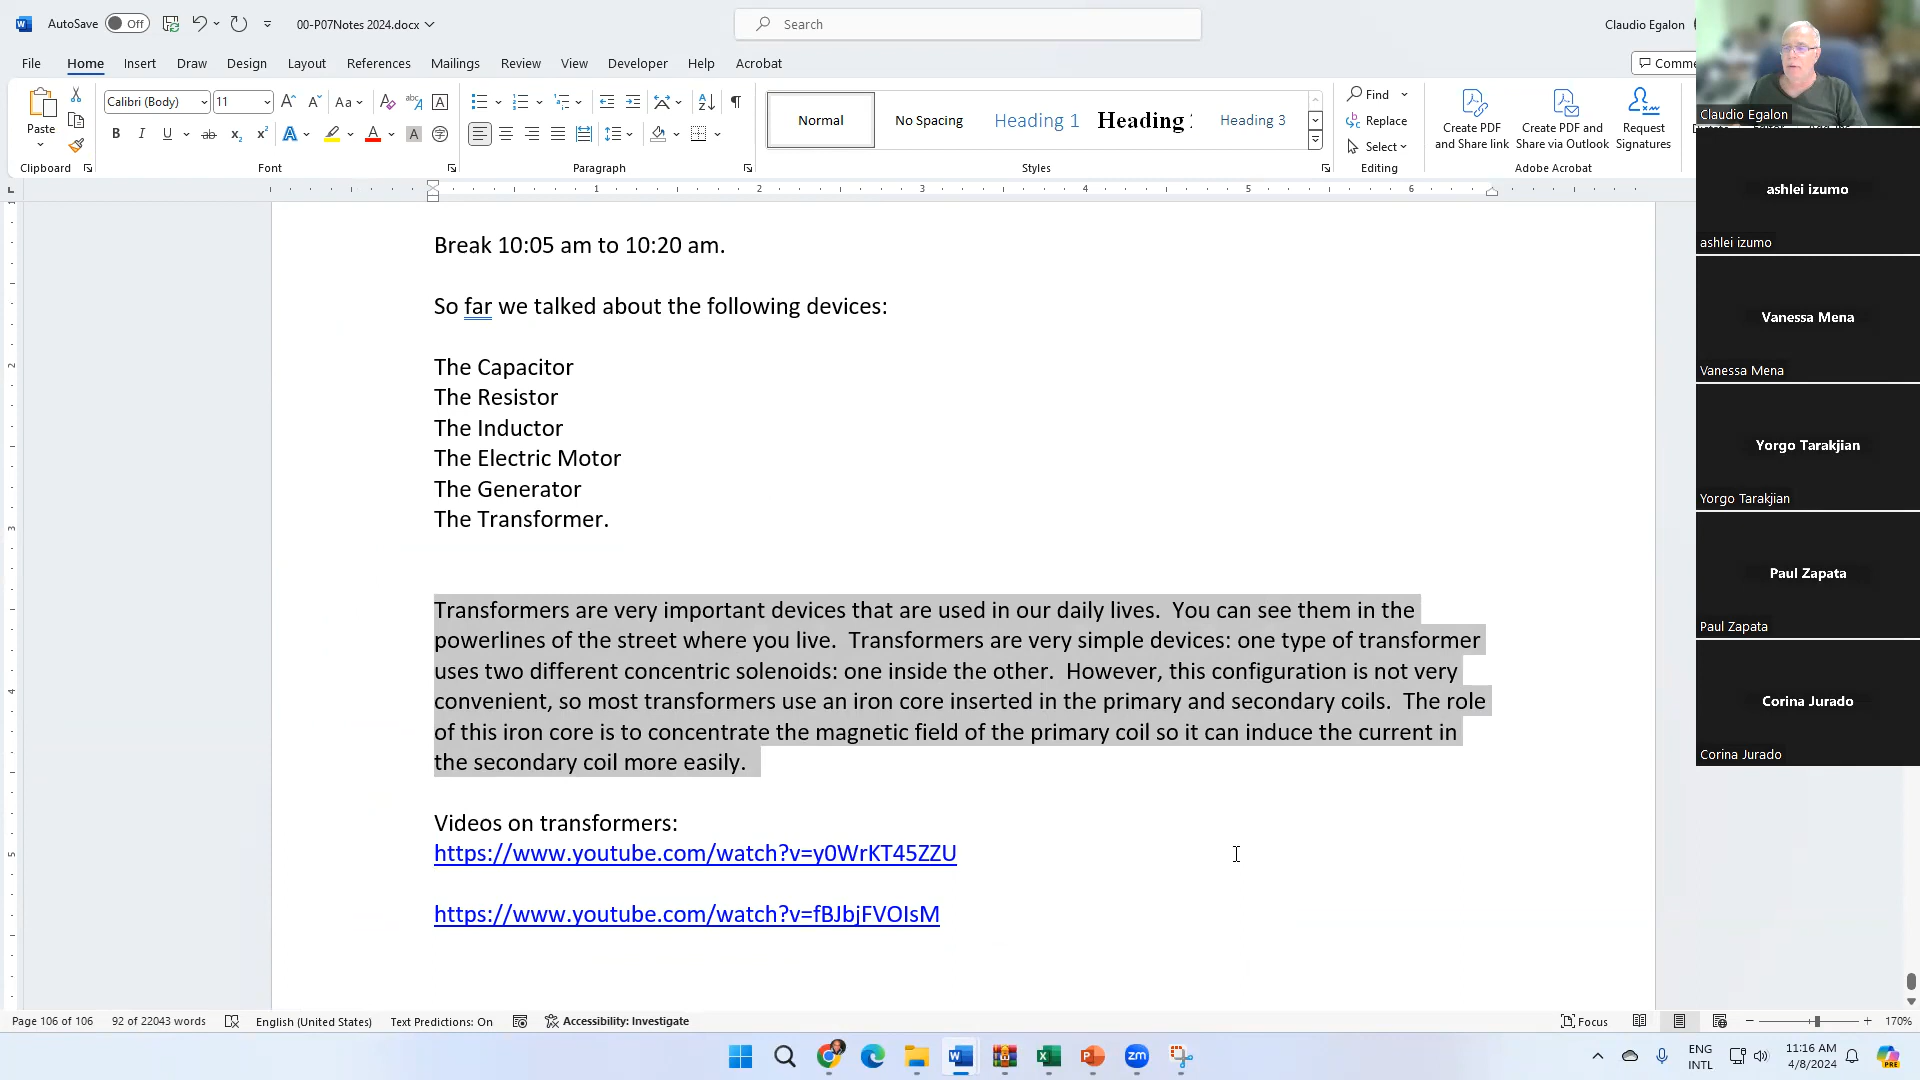 AutoSave Off 00-P07Notes 2024.docx Search Claudio Egalon
File Home Insert Draw Design Layout References Mailings Review View Developer Help Acrobat Comme
Paste Calibri (Body) 11 Aa Normal No Spacing Heading 1 Heading Heading 3 Find Replace Select Create PDF and Share link Create PDF and Share via Outlook Request Signatures
Clipboard Font Paragraph Styles Editing Adobe Acrobat
1 2 3 4 5 6
Break 10:05 am to 10:20 am.
So far we talked about the following devices:
The Capacitor
The Resistor
The Inductor
The Electric Motor
The Generator
The Transformer.
Transformers are very important devices that are used in our daily lives.  You can see them in the
powerlines of the street where you live.  Transformers are very simple devices: one type of transformer
uses two different concentric solenoids: one inside the other.  However, this configuration is not very
convenient, so most transformers use an iron core inserted in the primary and secondary coils.  The role
of this iron core is to concentrate the magnetic field of the primary coil so it can induce the current in
the secondary coil more easily.
Videos on transformers:
https://www.youtube.com/watch?v=y0WrKT45ZZU
https://www.youtube.com/watch?v=fBJbjFVOIsM
Claudio Egalon
ashlei izumo
ashlei izumo
Vanessa Mena
Vanessa Mena
Yorgo Tarakjian
Yorgo Tarakjian
Paul Zapata
Paul Zapata
Corina Jurado
Corina Jurado
Page 106 of 106 92 of 22043 words English (United States) Text Predictions: On Accessibility: Investigate Focus 170%
ENG INTL 11:16 AM 4/8/2024